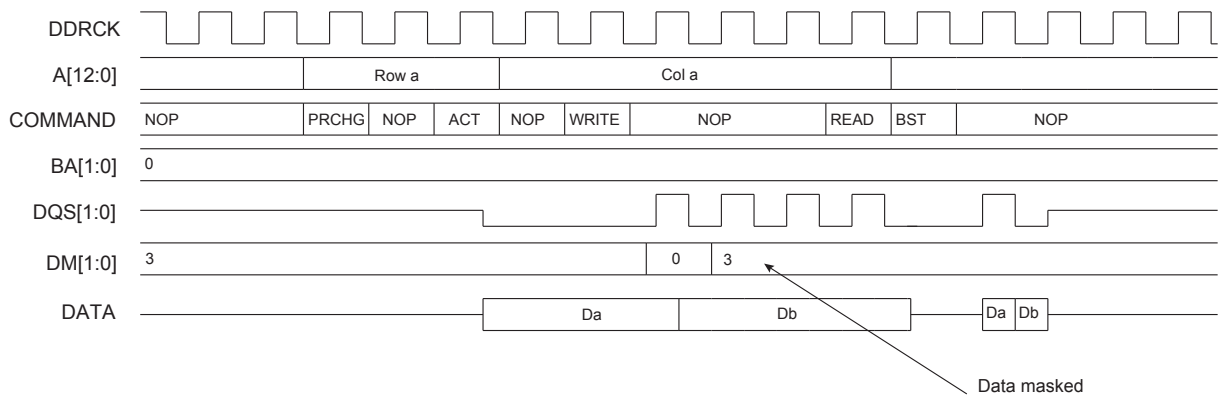 DDRCK
A[12:0] Row a Col a
COMMAND NOP PRCHG NOP ACT NOP WRITE NOP READ BST NOP
BA[1:0] 0
DQS[1:0]
DM[1:0] 3 0 3
DATA Da Db Da Db
Data masked